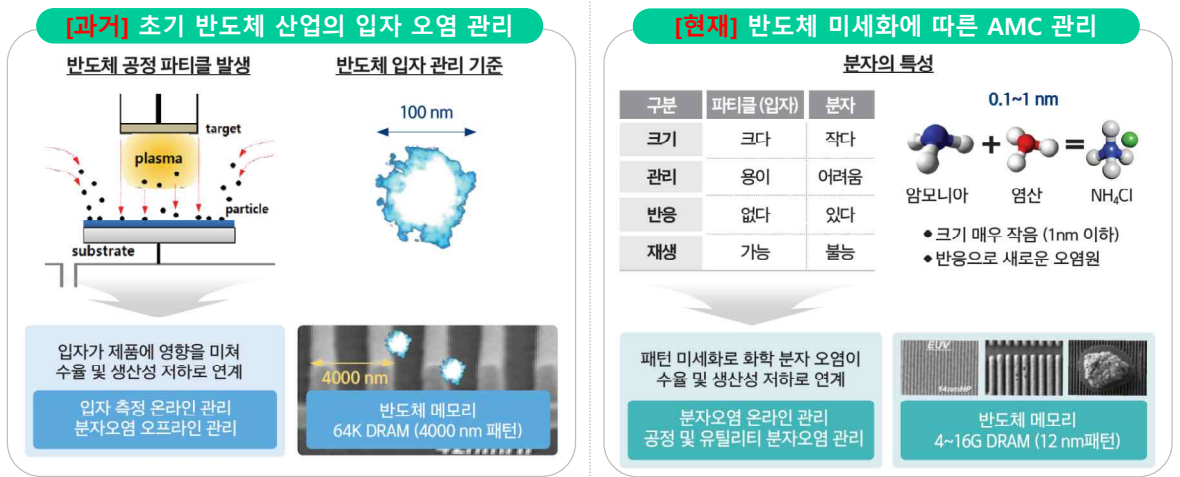 [과거] 초기 반도체 산업의 입자 오염 관리
반도체 공정 파티클 발생
반도체 입자 관리 기준
target
plasma
particle
substrate
100 nm
입자가 제품에 영향을 미쳐
수율 및 생산성 저하로 연계
입자 측정 온라인 관리
분자오염 오프라인 관리
4000 nm
반도체 메모리
64K DRAM (4000 nm 패턴)
[현재] 반도체 미세화에 따른 AMC 관리
분자의 특성
구분 파티클 (입자) 분자
크기 크다 작다
관리 용이 어려움
반응 없다 있다
재생 가능 불능
0.1~1 nm
+ =
암모니아 염산 NH₄Cl
• 크기 매우 작음 (1nm 이하)
• 반응으로 새로운 오염원
패턴 미세화로 화학 분자 오염이
수율 및 생산성 저하로 연계
분자오염 온라인 관리
공정 및 유틸리티 분자오염 관리
EUV
14nmHP
반도체 메모리
4~16G DRAM (12 nm패턴)